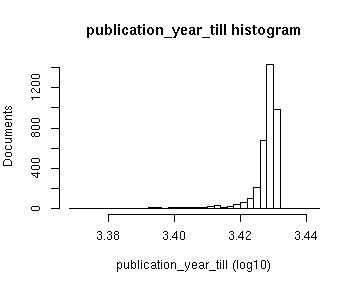 publication_year_till histogram
Documents
1200
800
400
0
3.38 3.40 3.42 3.44
publication_year_till (log10)